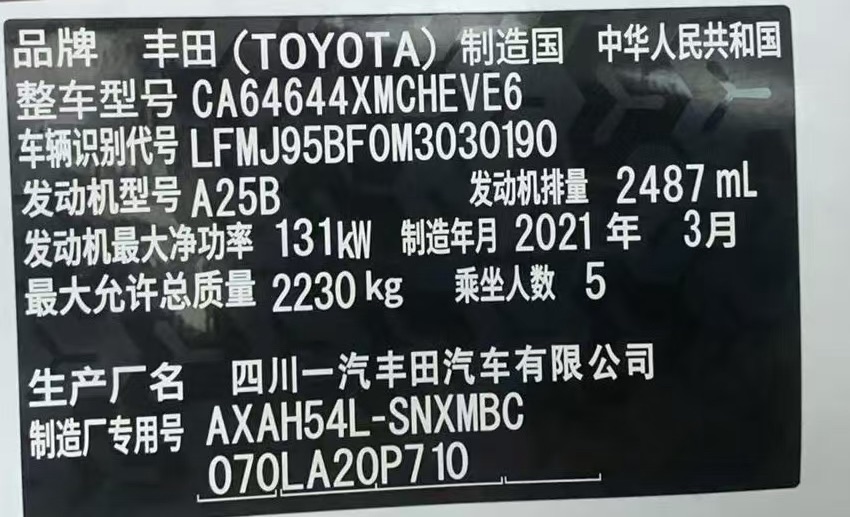 品牌 丰田（TOYOTA）制造国 中华人民共和国
整车型号 CA64644XMCHEVE6
车辆识别代号 LFMJ95BF0M3030190
发动机型号 A25B 发动机排量 2487 mL
发动机最大净功率 131kW 制造年月 2021 年 3月
最大允许总质量 2230 kg 乘坐人数 5
生产厂名 四川一汽丰田汽车有限公司
制造厂专用号 AXAH54L-SNXMBC
070LA20P710